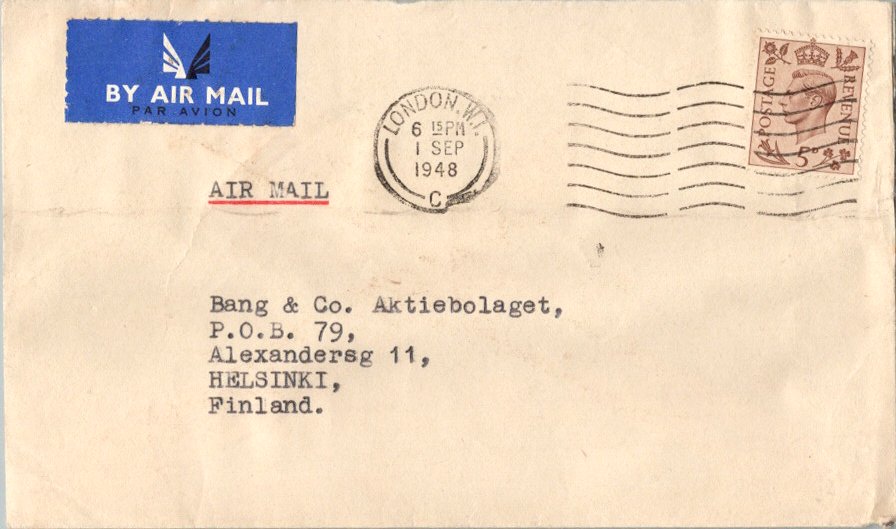 BY AIR MAIL
PAR AVION
LONDON. W.1.
6 15 PM
1 SEP
1948
C
POSTAGE REVENUE
5D
AIR MAIL
Bang & Co. Aktiebolaget,
P.O.B. 79,
Alexandersg 11,
HELSINKI,
Finland.